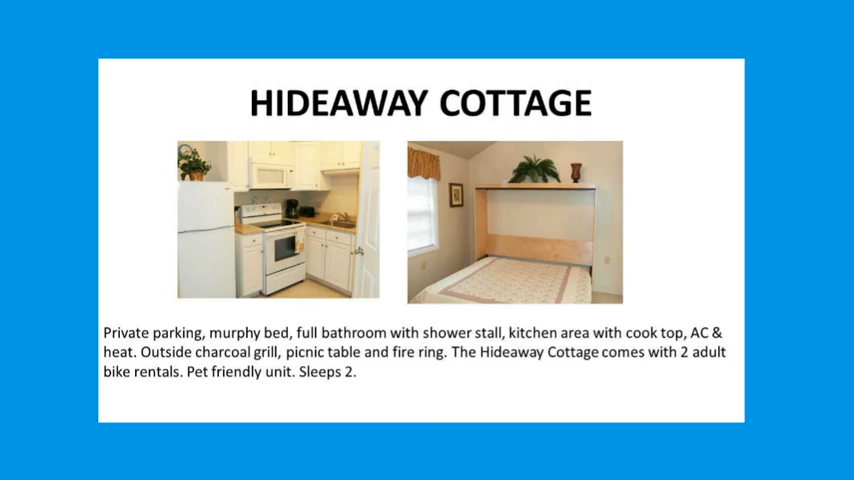 HIDEAWAY COTTAGE
Private parking, murphy bed, full bathroom with shower stall, kitchen area with cook top, AC &
heat. Outside charcoal grill, picnic table and fire ring. The Hideaway Cottage comes with 2 adult
bike rentals. Pet friendly unit. Sleeps 2.